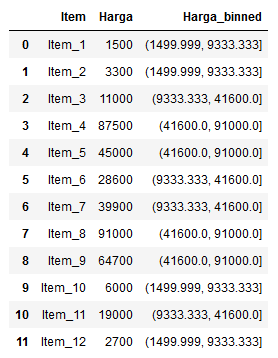 Item Harga Harga_binned
0 Item_1 1500 (1499.999, 9333.333]
1 Item_2 3300 (1499.999, 9333.333]
2 Item_3 11000 (9333.333, 41600.0]
3 Item_4 87500 (41600.0, 91000.0]
4 Item_5 45000 (41600.0, 91000.0]
5 Item_6 28600 (9333.333, 41600.0]
6 Item_7 39900 (9333.333, 41600.0]
7 Item_8 91000 (41600.0, 91000.0]
8 Item_9 64700 (41600.0, 91000.0]
9 Item_10 6000 (1499.999, 9333.333]
10 Item_11 19000 (9333.333, 41600.0]
11 Item_12 2700 (1499.999, 9333.333]